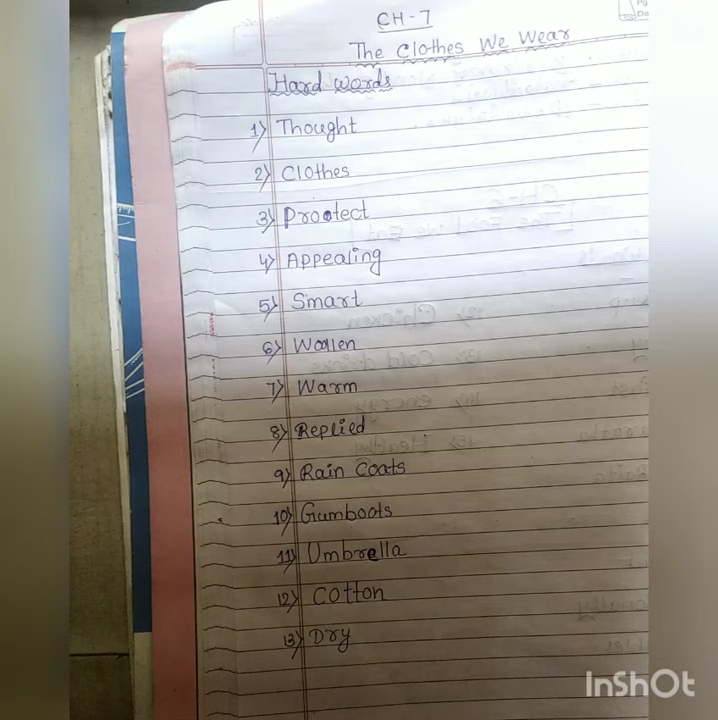 CH-7
The Clothes We Wear
Hard words
1) Thought
2) Clothes
3) Prootect
4) Appealing
5) Smart
6) Wollen
7) Warm
8) Replied
9) Rain Coats
10) Gumboots
11) Umbrella
12) Cotton
13) Dry
InShOt